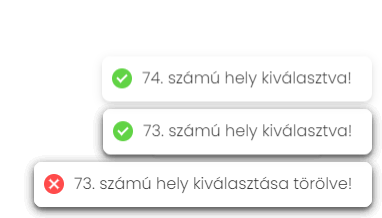 74. számú hely kiválasztva!
73. számú hely kiválasztva!
73. számú hely kiválasztása törölve!